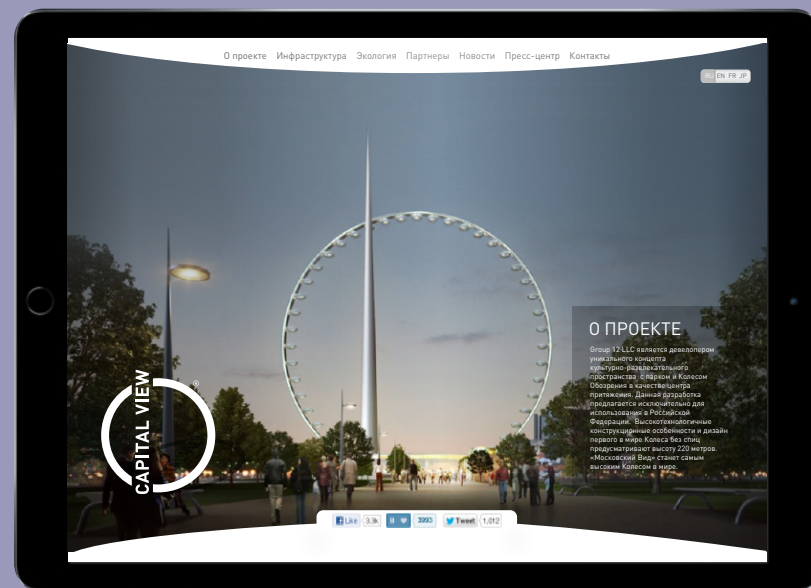 О проекте Инфраструктура Экология Партнеры Новости Пресс-центр Контакты
RU EN FR JP
CAPITAL VIEW
®
О ПРОЕКТЕ
Group 12 LLC является девелопером
уникального концепта
культурно-развлекательного
пространства с парком и Колесом
Обозрения в качестве центра
притяжения. Данная разработка
предлагается исключительно для
использования в Российской
Федерации. Высокотехнологичные
конструкционные особенности и дизайн
первого в мире Колеса без спиц
предусматривают высоту 220 метров.
«Московский Вид» станет самым
высоким Колесом в мире.
Like 3.9k В 3993 Tweet 1,012